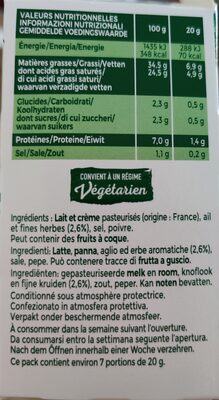 VALEURS NUTRITIONNELLES
INFORMAZIONI NUTRIZIONALI
GEMIDDELDE VOEDINGSWAARDE
100 g 20 g
Énergie/Energia/Energie 1435 kJ 288 kJ
348 kcal 70 kcal
Matières grasses/Grassi/Vetten 34,5 g 6,9 g
dont acides gras saturés/ 24,5 g 4,9 g
di cui acidi grassi saturi/
waarvan verzadigde vetten
Glucides/Carboidrati/ 2,3 g 0,5 g
Koolhydraten
dont sucres/di cui zuccheri/ 2,3 g 0,5 g
waarvan suikers
Protéines/Proteine/Eiwit 7,0 g 1,4 g
Sel/Sale/Zout 1,1 g 0,2 g
CONVIENT À UN RÉGIME
Végétarien
Ingrédients : Lait et crème pasteurisés (origine : France), ail
et fines herbes (2,6%), sel, poivre.
Peut contenir des fruits à coque.
Ingredienti: Latte, panna, aglio ed erbe aromatiche (2,6%),
sale, pepe. Può contenere tracce di frutta a guscio.
Ingrediënten: gepasteuriseerde melk en room, knoflook
en fijne kruiden (2,6%), zout, peper. Kan noten bevatten.
Conditionné sous atmosphère protectrice.
Confezionato in atmosfera protettiva.
Verpakt onder beschermende atmosfeer.
À consommer dans la semaine suivant l'ouverture.
Da consumarsi entro la settimana seguente l'apertura.
Nach dem Öffnen innerhalb einer Woche verzehren.
Ce pack contient environ 7 portions de 20 g.